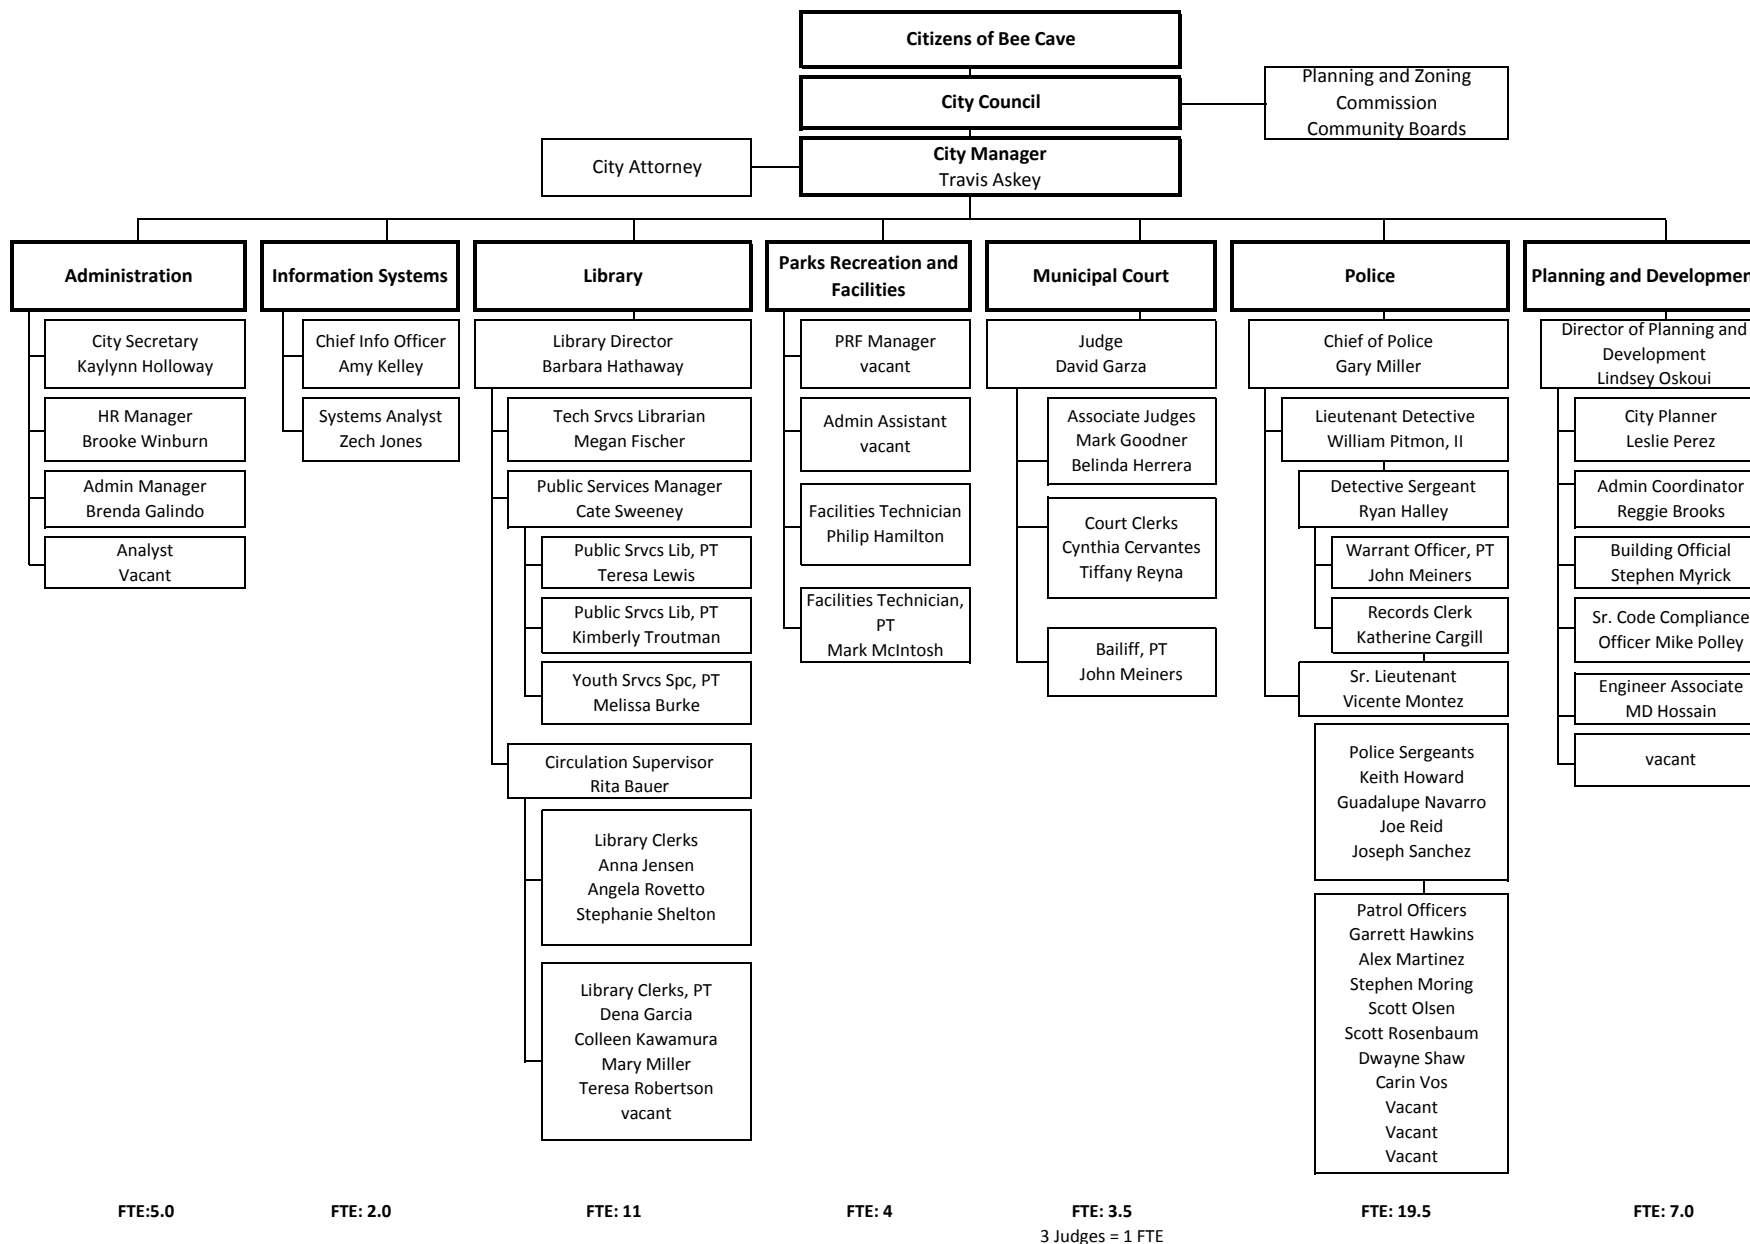 Citizens of Bee Cave
City Council
Planning and Zoning
Commission
Community Boards
City Attorney
City Manager
Travis Askey
Administration
City Secretary
Kaylynn Holloway
HR Manager
Brooke Winburn
Admin Manager
Brenda Galindo
Analyst
Vacant
Information Systems
Chief Info Officer
Amy Kelley
Systems Analyst
Zech Jones
Library
Library Director
Barbara Hathaway
Tech Srvcs Librarian
Megan Fischer
Public Services Manager
Cate Sweeney
Public Srvcs Lib, PT
Teresa Lewis
Public Srvcs Lib, PT
Kimberly Troutman
Youth Srvcs Spc, PT
Melissa Burke
Circulation Supervisor
Rita Bauer
Library Clerks
Anna Jensen
Angela Rovetto
Stephanie Shelton
Library Clerks, PT
Dena Garcia
Colleen Kawamura
Mary Miller
Teresa Robertson
vacant
Parks Recreation and
Facilities
PRF Manager
vacant
Admin Assistant
vacant
Facilities Technician
Philip Hamilton
Facilities Technician,
PT
Mark McIntosh
Municipal Court
Judge
David Garza
Associate Judges
Mark Goodner
Belinda Herrera
Court Clerks
Cynthia Cervantes
Tiffany Reyna
Bailiff, PT
John Meiners
Police
Chief of Police
Gary Miller
Lieutenant Detective
William Pitmon, II
Detective Sergeant
Ryan Halley
Warrant Officer, PT
John Meiners
Records Clerk
Katherine Cargill
Sr. Lieutenant
Vicente Montez
Police Sergeants
Keith Howard
Guadalupe Navarro
Joe Reid
Joseph Sanchez
Patrol Officers
Garrett Hawkins
Alex Martinez
Stephen Moring
Scott Olsen
Scott Rosenbaum
Dwayne Shaw
Carin Vos
Vacant
Vacant
Vacant
Planning and Developmen
Director of Planning and
Development
Lindsey Oskoui
City Planner
Leslie Perez
Admin Coordinator
Reggie Brooks
Building Official
Stephen Myrick
Sr. Code Compliance
Officer Mike Polley
Engineer Associate
MD Hossain
vacant
FTE:5.0
FTE: 2.0
FTE: 11
FTE: 4
FTE: 3.5
3 Judges = 1 FTE
FTE: 19.5
FTE: 7.0